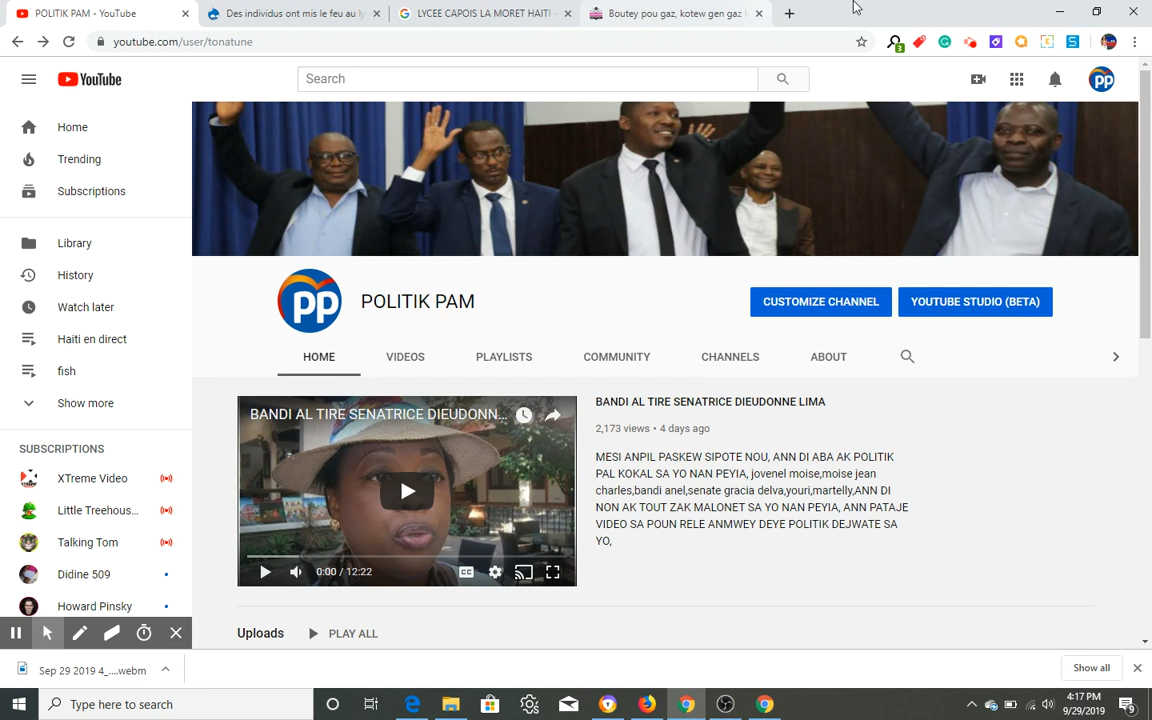 POLITIK PAM - YouTube
Des individus ont mis le feu au ly
LYCEE CAPOIS LA MORET HAITI -
Boutey pou gaz, kotew gen gaz k
youtube.com/user/tonatune
3
YouTube
Search
pp
Home
Trending
Subscriptions
Library
History
Watch later
Haiti en direct
fish
Show more
SUBSCRIPTIONS
XTreme Video
Little Treehous...
Talking Tom
Didine 509
Howard Pinsky
pp
POLITIK PAM
CUSTOMIZE CHANNEL
YOUTUBE STUDIO (BETA)
HOME VIDEOS PLAYLISTS COMMUNITY CHANNELS ABOUT
BANDI AL TIRE SENATRICE DIEUDONN...
0:00 / 12:22
CC
BANDI AL TIRE SENATRICE DIEUDONNE LIMA
2,173 views • 4 days ago
MESI ANPIL PASKEW SIPOTE NOU, ANN DI ABA AK POLITIK
PAL KOKAL SA YO NAN PEYIA, jovenel moise,moise jean
charles,bandi anel,senate gracia delva,youri,martelly,ANN DI
NON AK TOUT ZAK MALONET SA YO NAN PEYIA, ANN PATAJE
VIDEO SA POUN RELE ANMWEY DEYE POLITIK DEJWATE SA
YO,
Uploads
PLAY ALL
Sep 29 2019 4_....webm
Show all
Type here to search
4:17 PM
9/29/2019
9